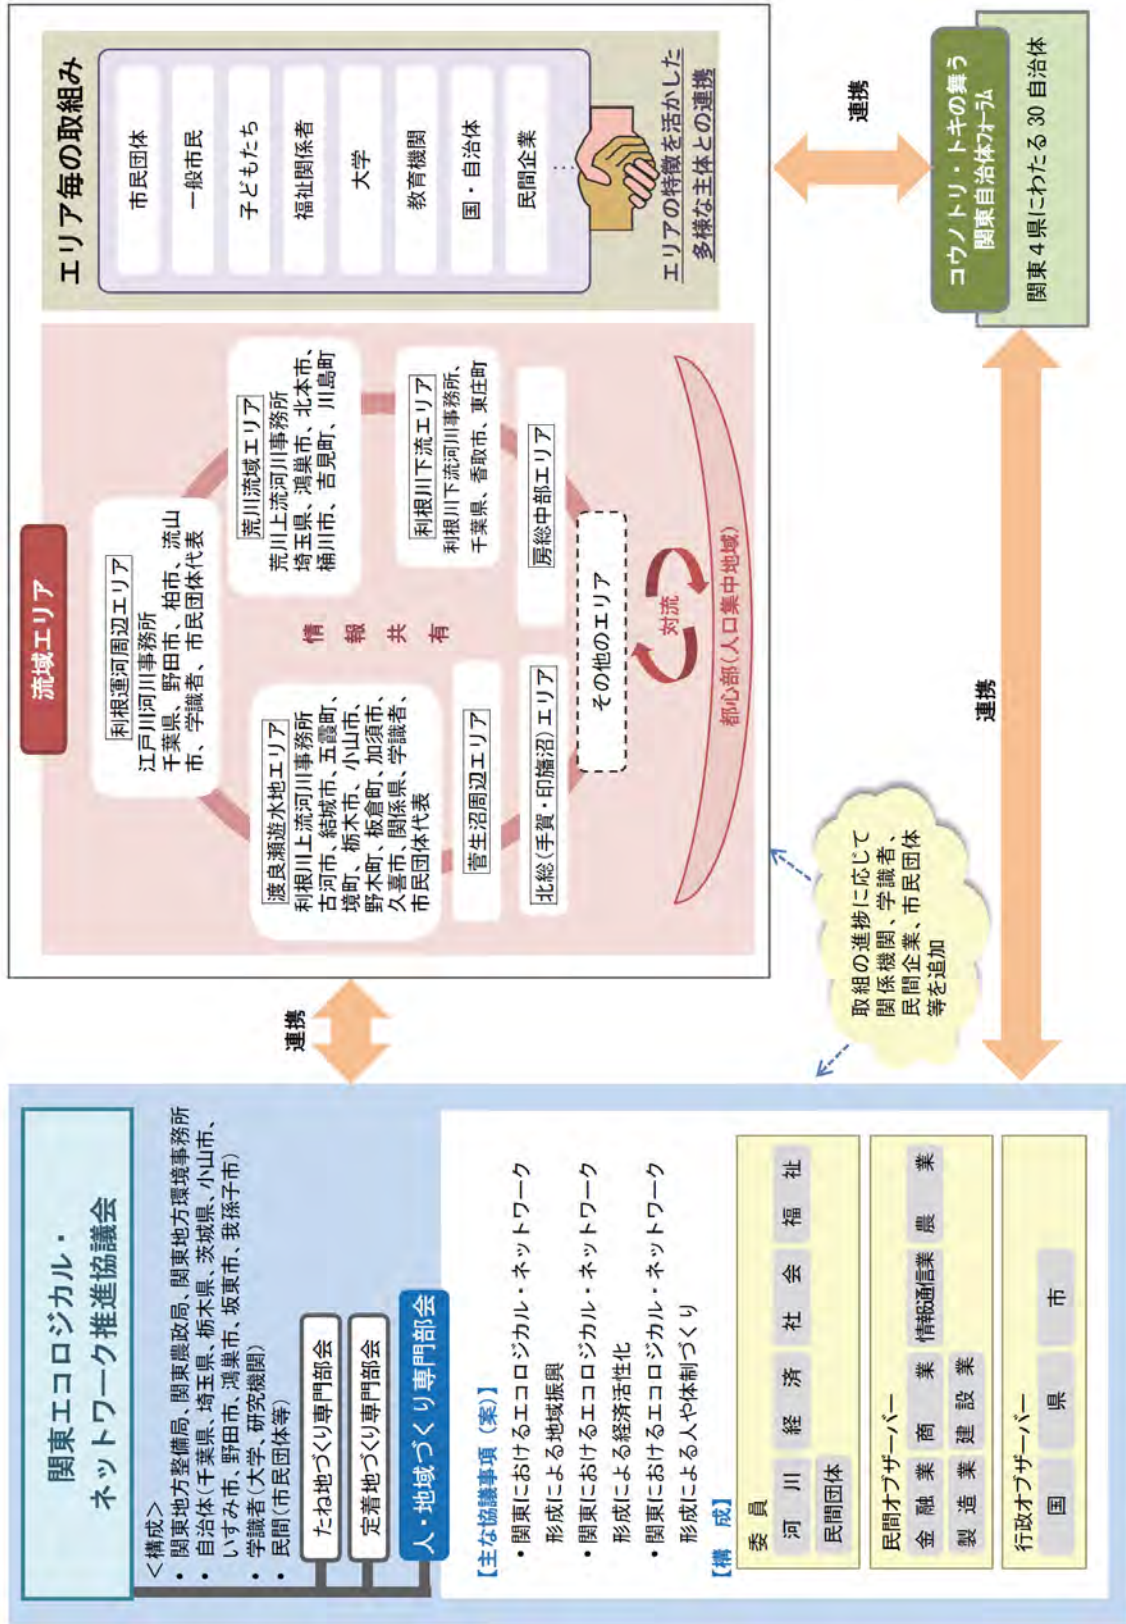 関東エコロジカル・
ネットワーク推進協議会
＜構成＞
・関東地方整備局、関東農政局、関東地方環境事務所
・自治体(千葉県、埼玉県、栃木県、茨城県、小山市、
いすみ市、野田市、鴻巣市、坂東市、我孫子市)
・学識者(大学、研究機関)
・民間(市民団体等)
たね地づくり専門部会
定着地づくり専門部会
人・地域づくり専門部会
【主な協議事項（案）】
・関東におけるエコロジカル・ネットワーク
形成による地域振興
・関東におけるエコロジカル・ネットワーク
形成による経済活性化
・関東におけるエコロジカル・ネットワーク
形成による人や体制づくり
【構　成】
委 員
河 川
経 済
社 会
福 祉
民間団体
民間オブザーバー
金 融 業
商 業
情報通信業
農 業
製 造 業
建 設 業
行政オブザーバー
国
県
市
連携
流域エリア
利根運河周辺エリア
江戸川河川事務所
千葉県、野田市、柏市、流山
市、学識者、市民団体代表
渡良瀬遊水地エリア
利根川上流河川事務所
古河市、結城市、五霞町、
境町、栃木市、小山市、
野木町、板倉町、加須市、
久喜市、関係県、学識者、
市民団体代表
荒川流域エリア
荒川上流河川事務所
埼玉県、鴻巣市、北本市、
桶川市、吉見町、川島町
情 報 共 有
菅生沼周辺エリア
利根川下流エリア
利根川下流河川事務所、
千葉県、香取市、東庄町
北総（手賀・印旛沼）エリア
房総中部エリア
その他のエリア
対流
都心部（人口集中地域）
エリア毎の取組み
市民団体
一般市民
子どもたち
福祉関係者
大学
教育機関
国・自治体
民間企業
エリアの特徴を活かした
多様な主体との連携
取組の進捗に応じて
関係機関、学識者、
民間企業、市民団体
等を追加
連携
連携
コウノトリ・トキの舞う
関東自治体フォーラム
関東４県にわたる30自治体